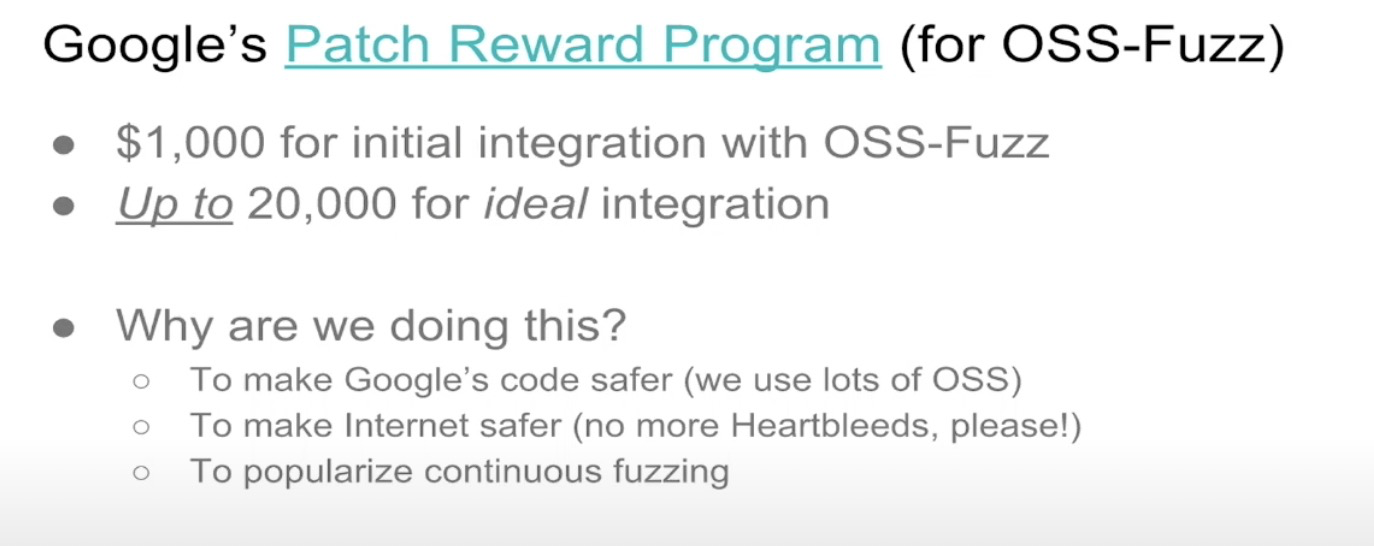 Google's Patch Reward Program (for OSS-Fuzz)
● $1,000 for initial integration with OSS-Fuzz
● Up to 20,000 for ideal integration
● Why are we doing this?
○ To make Google's code safer (we use lots of OSS)
○ To make Internet safer (no more Heartbleeds, please!)
○ To popularize continuous fuzzing